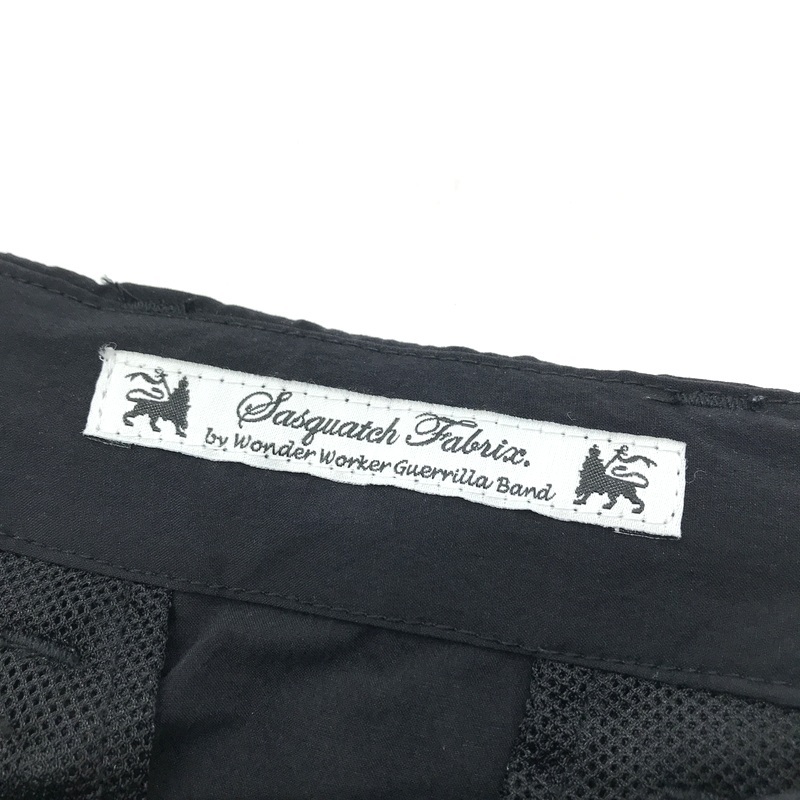 Sasquatch Fabrix.
by Wonder Worker Guerrilla Band